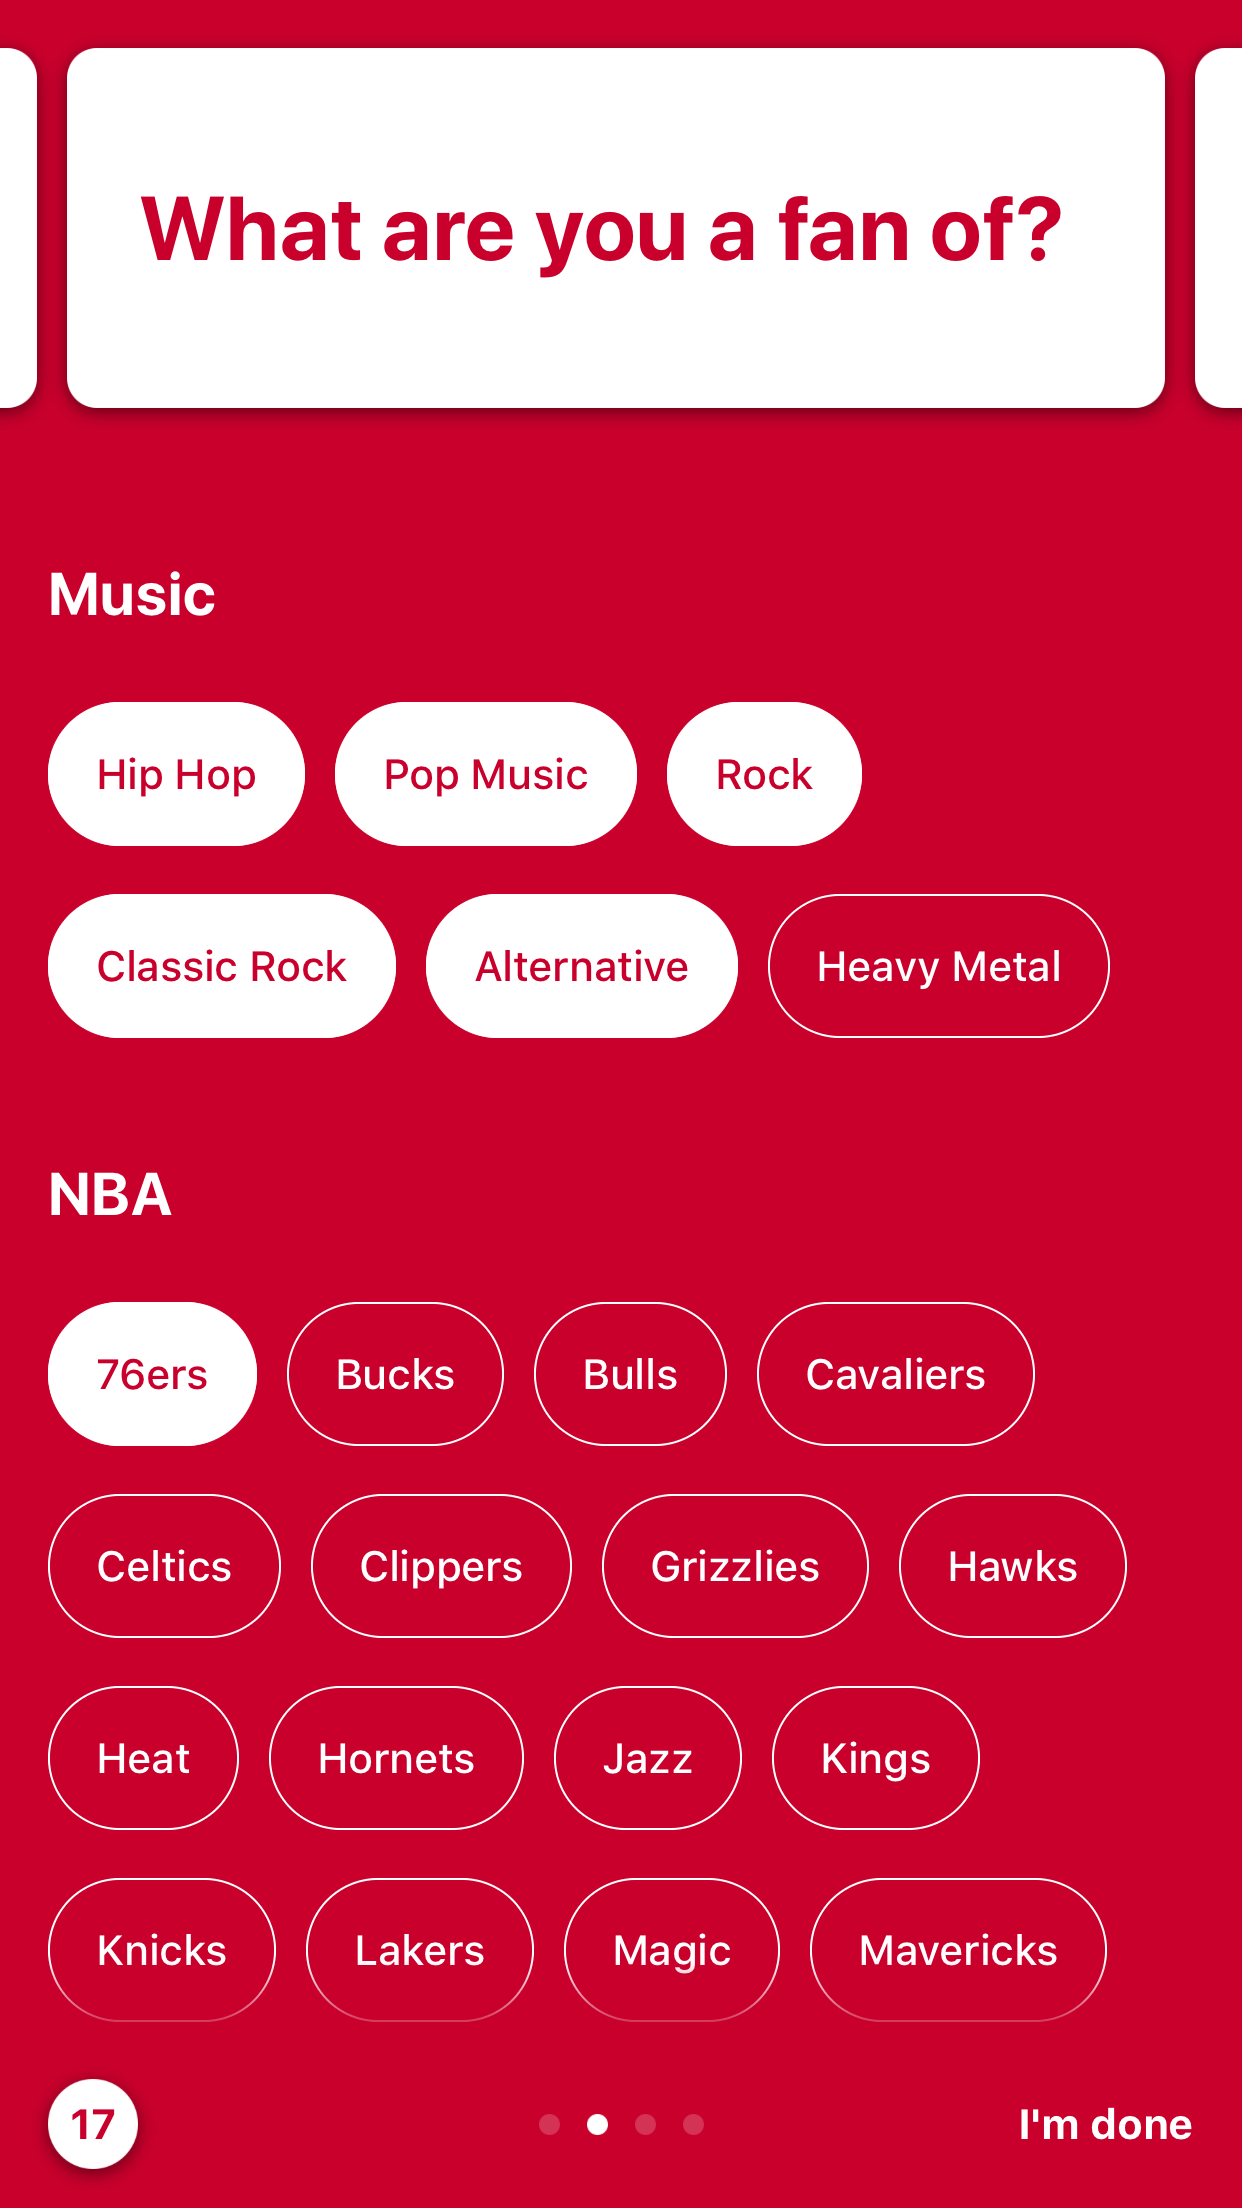 What are you a fan of?
Music
Hip Hop Pop Music Rock
Classic Rock Alternative Heavy Metal
NBA
76ers Bucks Bulls Cavaliers
Celtics Clippers Grizzlies Hawks
Heat Hornets Jazz Kings
Knicks Lakers Magic Mavericks
17 I'm done